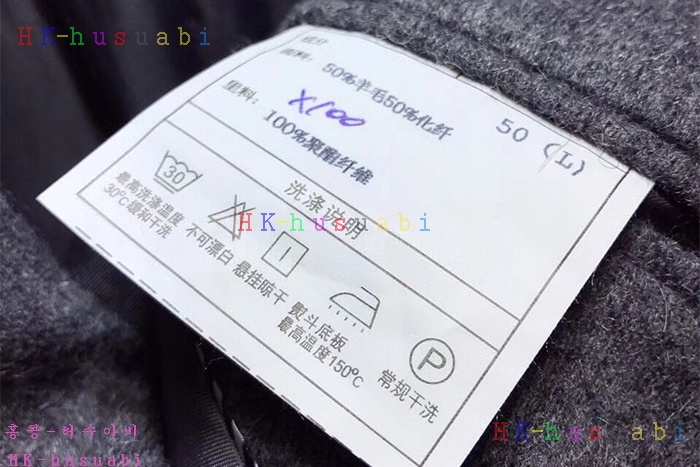 HK-husuabi
成分
面料: 50%羊毛50%化纤
50 (L)
里料: X100
100%聚酯纤维
洗涤说明
HK-husuabi
30
最高洗涤温度
30℃缓和干洗
不可漂白
悬挂晾干
熨斗底板
最高温度150℃
P
常规干洗
홍콩-허수아비
HK-husuabi
HK-husuabi